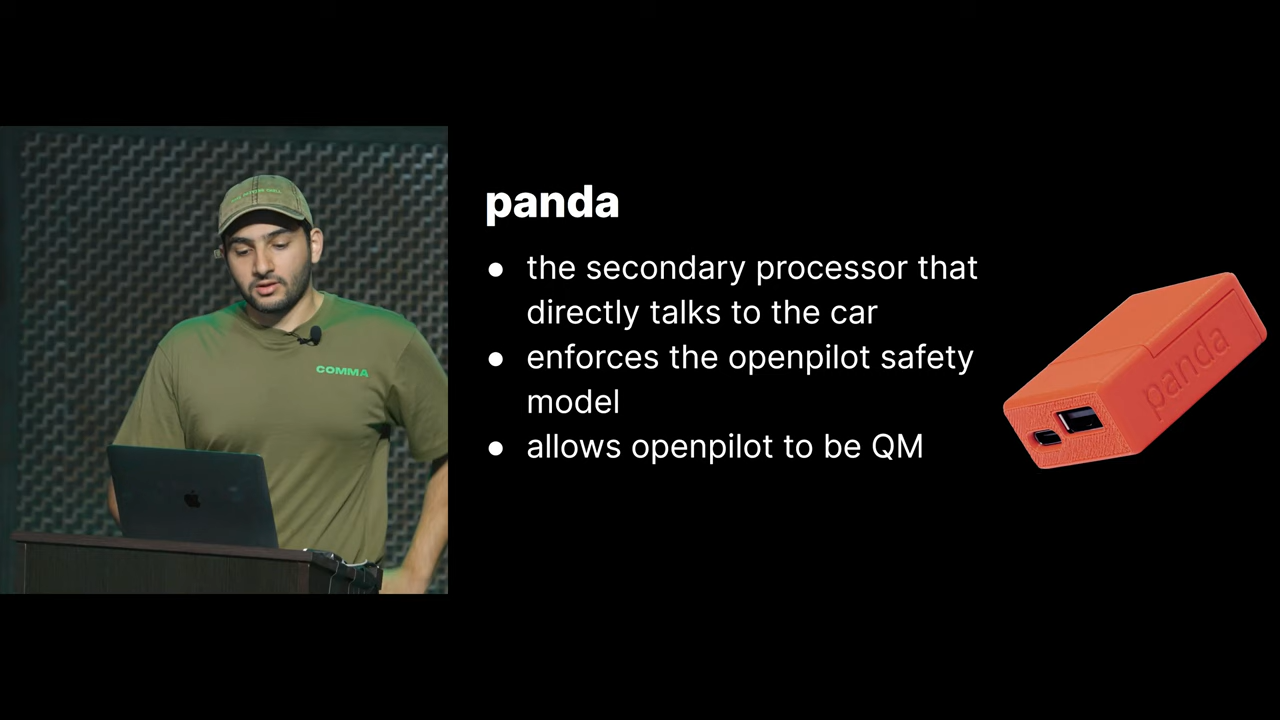 panda
● the secondary processor that
directly talks to the car
● enforces the openpilot safety
model
● allows openpilot to be QM
COMMA
panda